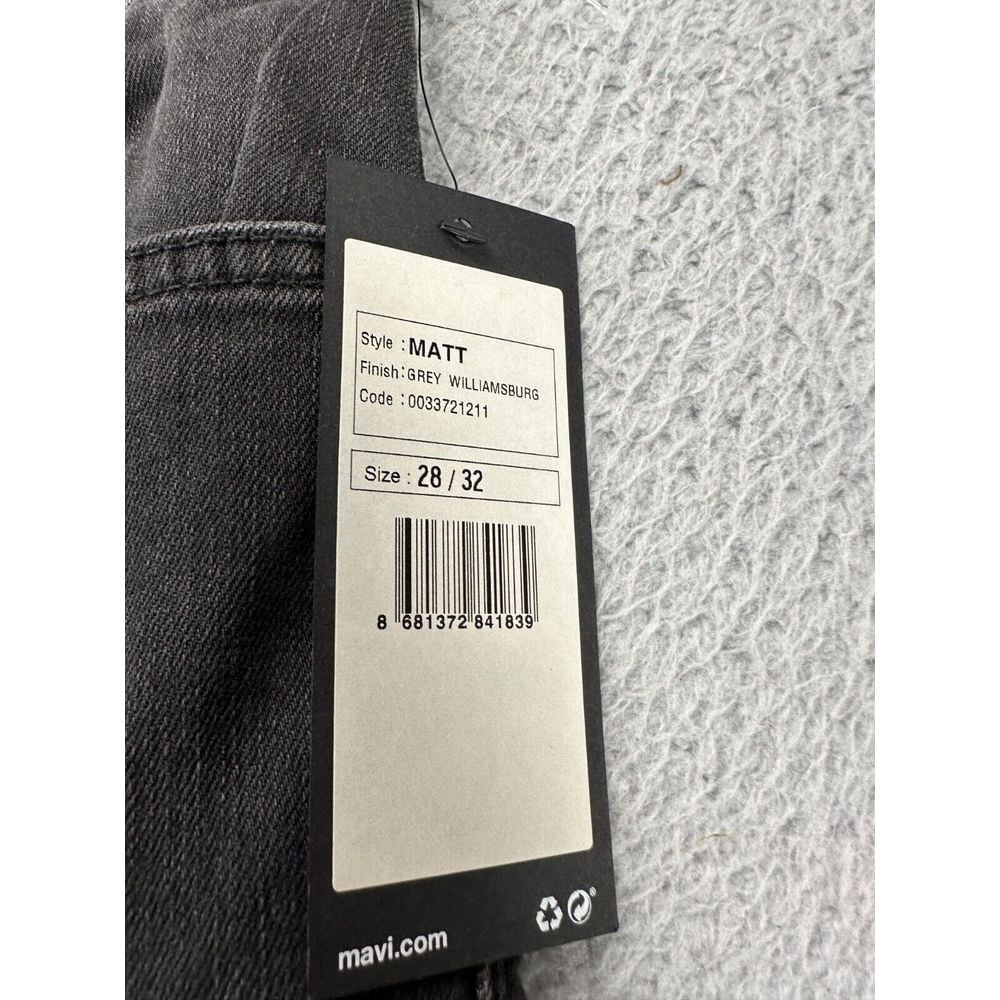 Style : MATT
Finish: GREY WILLIAMSBURG
Code : 0033721211
Size : 28 / 32
8 681372 841839
mavi.com